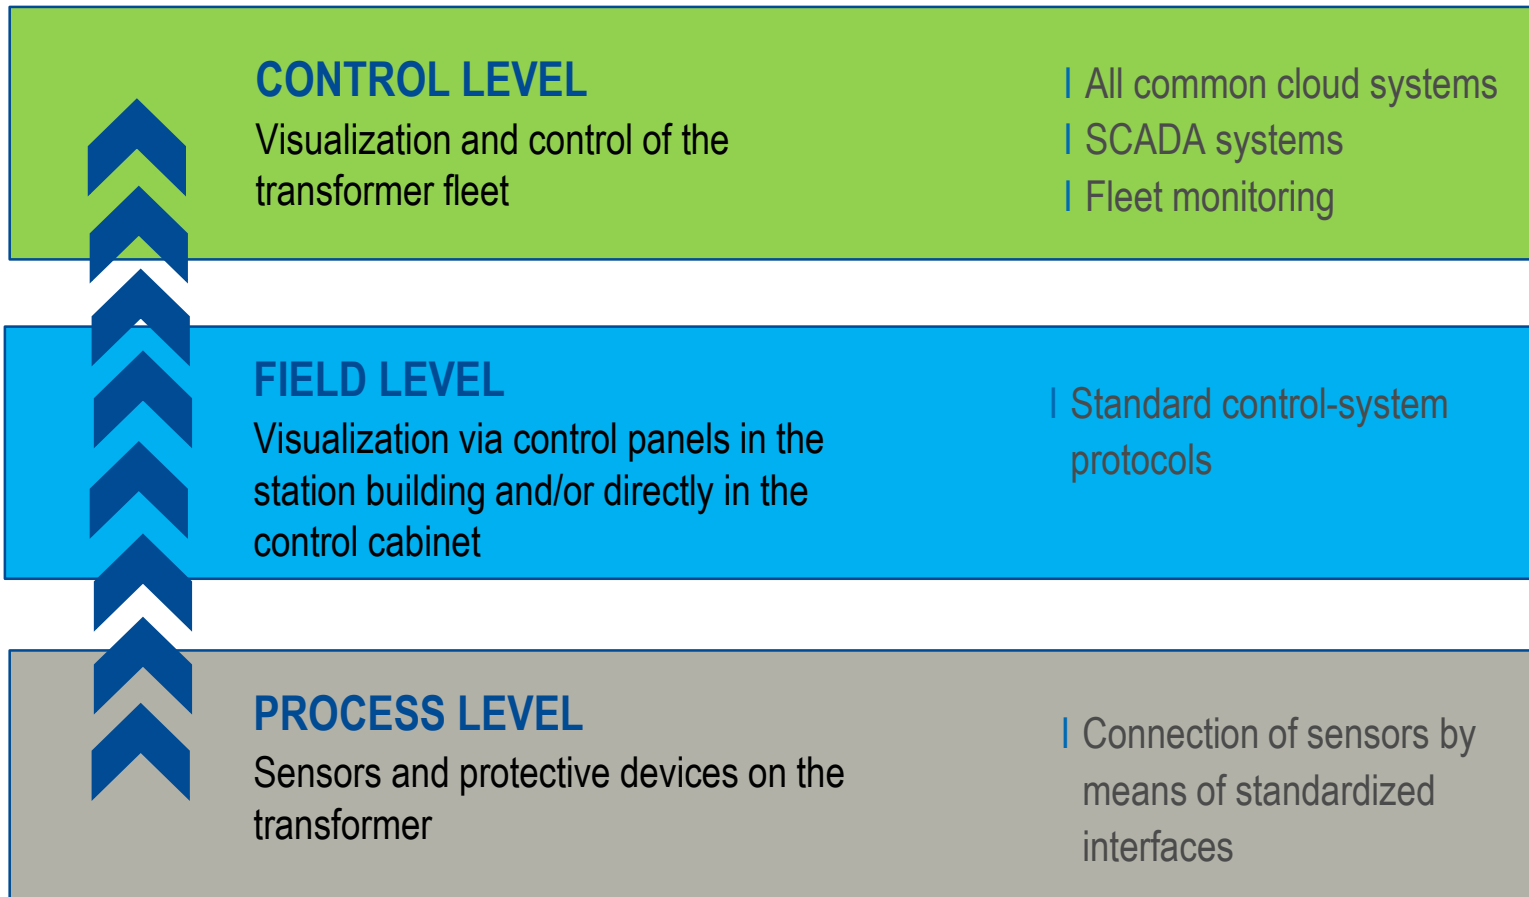 CONTROL LEVEL
Visualization and control of the
transformer fleet
| All common cloud systems
| SCADA systems
| Fleet monitoring
FIELD LEVEL
Visualization via control panels in the
station building and/or directly in the
control cabinet
| Standard control-system
protocols
PROCESS LEVEL
Sensors and protective devices on the
transformer
| Connection of sensors by
means of standardized
interfaces